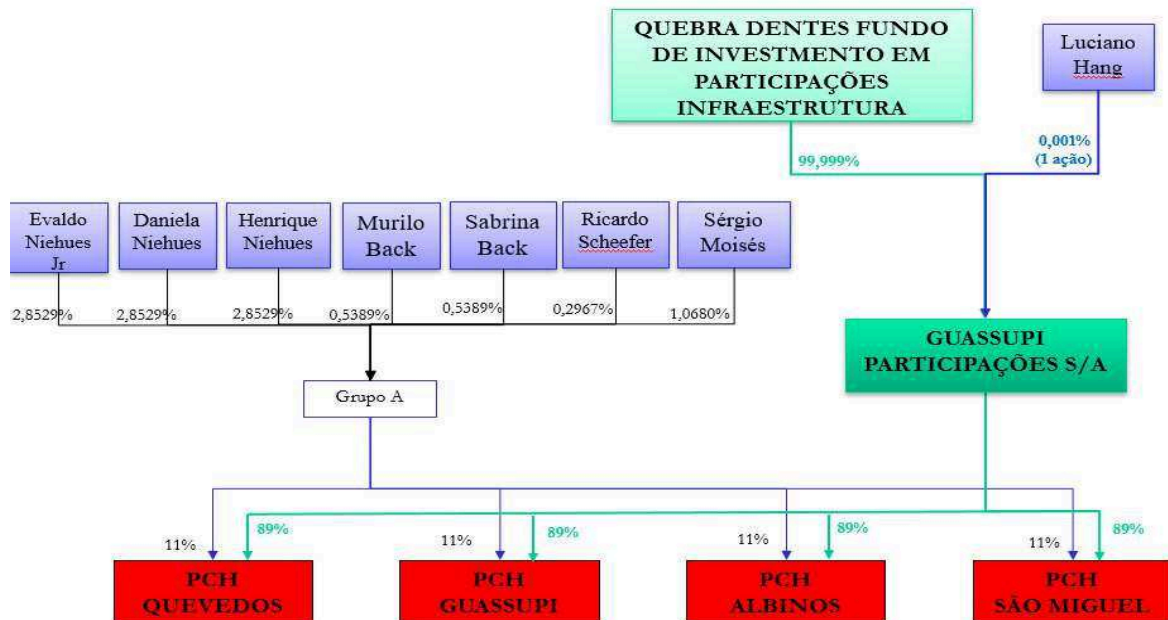 QUEBRA DENTES FUNDO
DE INVESTIMENTO EM
PARTICIPAÇÕES
INFRAESTRUTURA
Luciano
Hang
99,999%
0,001%
(1 ação)
Evaldo
Niehues
Jr
Daniela
Niehues
Henrique
Niehues
Murilo
Back
Sabrina
Back
Ricardo
Scheefer
Sérgio
Moisés
2,8529%
2,8529%
2,8529%
0,5389%
0,5389%
0,2967%
1,0680%
GUASSUPI
PARTICIPAÇÕES S/A
Grupo A
11%
89%
11%
89%
11%
89%
11%
89%
PCH
QUEVEDOS
PCH
GUASSUPI
PCH
ALBINOS
PCH
SÃO MIGUEL